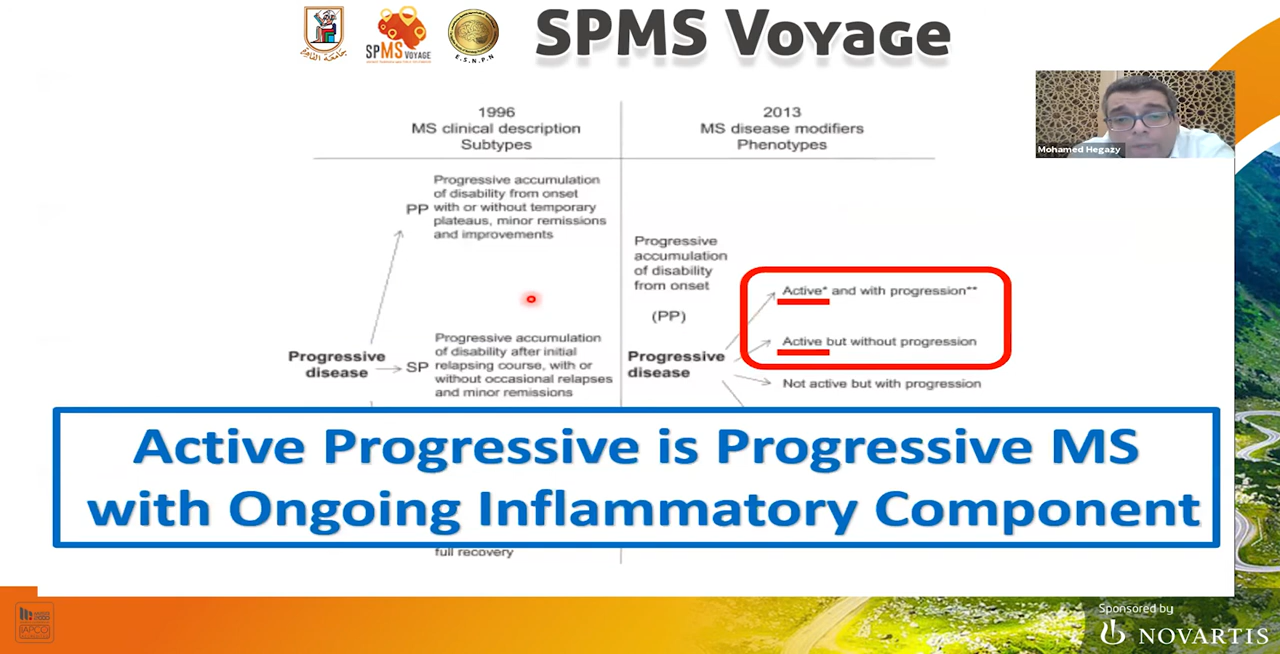 جامعة القاهرة
SPMS VOYAGE
E.S.N.P.N
SPMS Voyage
Mohamed Hegazy
1996
MS clinical description
Subtypes
2013
MS disease modifiers
Phenotypes
Progressive disease
PP
Progressive accumulation
of disability from onset
with or without temporary
plateaus, minor remissions
and improvements
SP
Progressive accumulation
of disability after initial
relapsing course, with or
without occasional relapses
and minor remissions
full recovery
Progressive
accumulation
of disability
from onset
(PP)
Progressive
disease
Active* and with progression**
Active but without progression
Not active but with progression
Active Progressive is Progressive MS
with Ongoing Inflammatory Component
IAPCO
Sponsored by
NOVARTIS